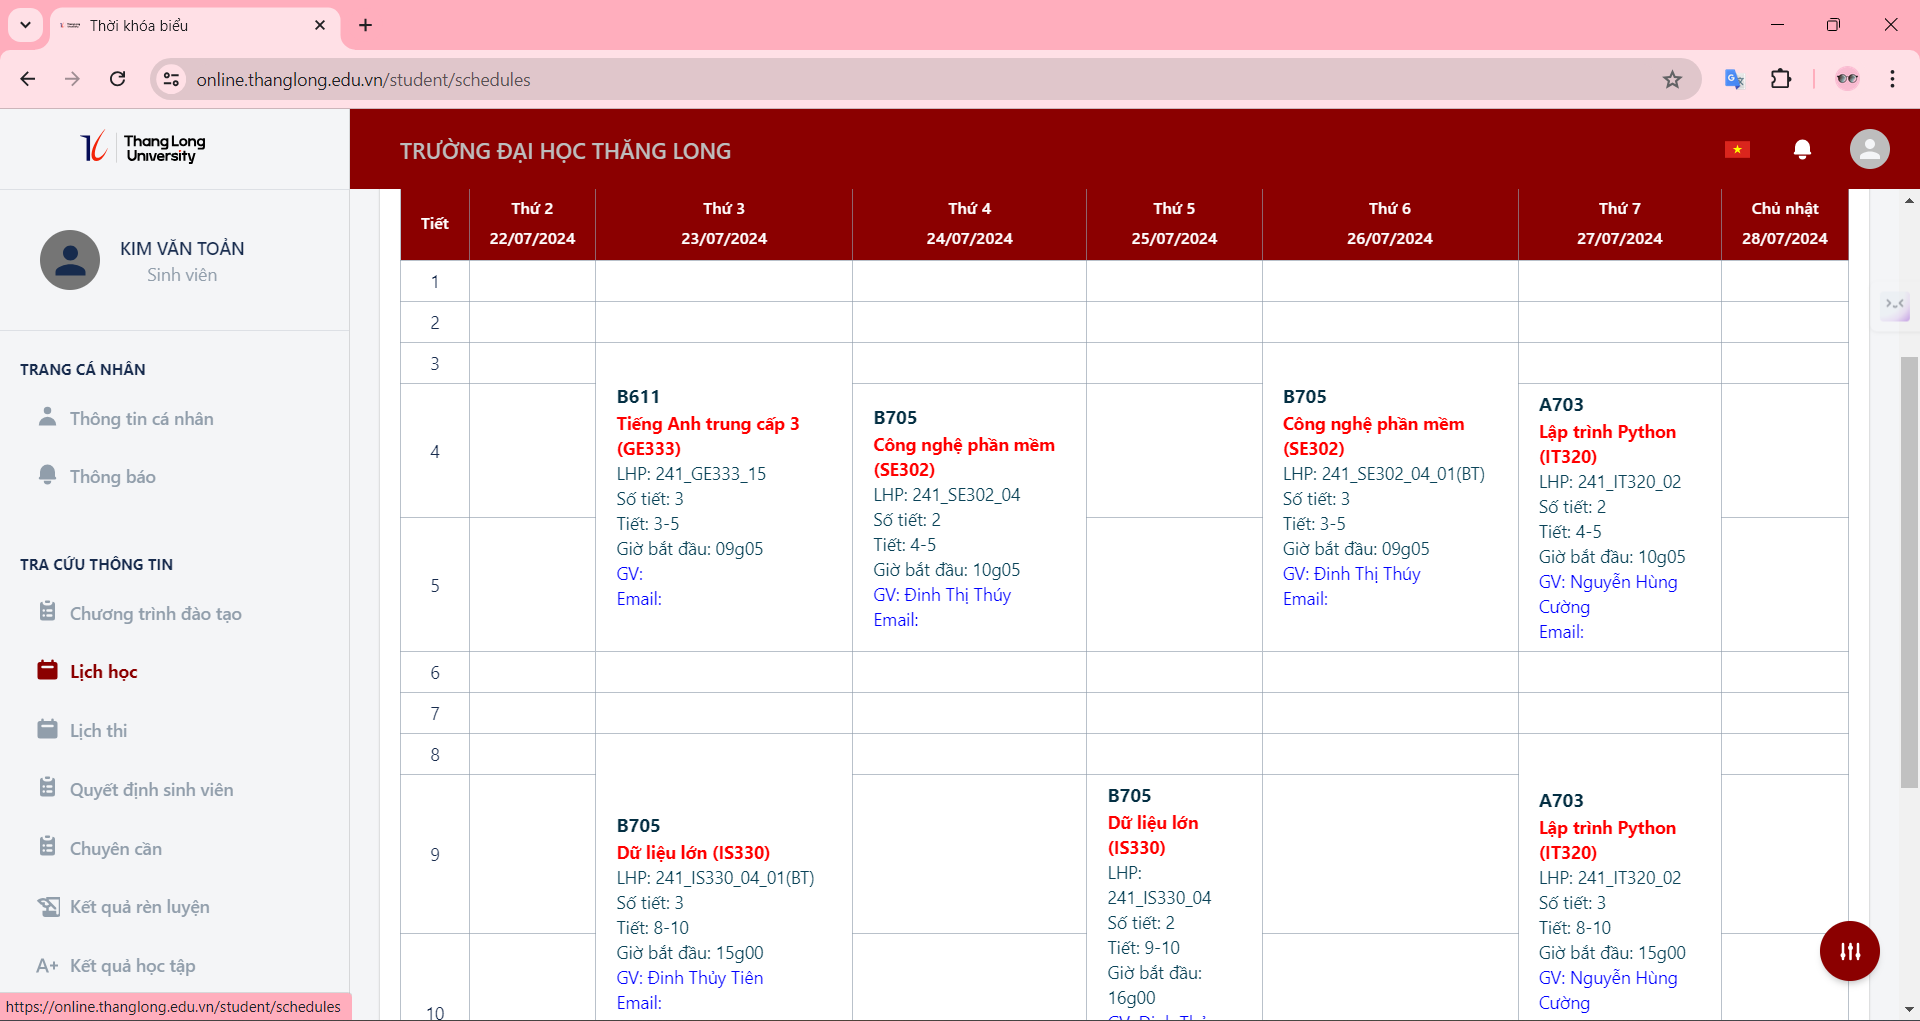 Thời khóa biểu
online.thanglong.edu.vn/student/schedules
Thang Long
University
TRƯỜNG ĐẠI HỌC THĂNG LONG
KIM VĂN TOẢN
Sinh viên
TRANG CÁ NHÂN
Thông tin cá nhân
Thông báo
TRA CỨU THÔNG TIN
Chương trình đào tạo
Lịch học
Lịch thi
Quyết định sinh viên
Chuyên cần
Kết quả rèn luyện
A+ Kết quả học tập
https://online.thanglong.edu.vn/student/schedules
Tiết
Thứ 2
22/07/2024
Thứ 3
23/07/2024
Thứ 4
24/07/2024
Thứ 5
25/07/2024
Thứ 6
26/07/2024
Thứ 7
27/07/2024
Chủ nhật
28/07/2024
1
2
3
4
5
B611
Tiếng Anh trung cấp 3
(GE333)
LHP: 241_GE333_15
Số tiết: 3
Tiết: 3-5
Giờ bắt đầu: 09g05
GV:
Email:
B705
Công nghệ phần mềm
(SE302)
LHP: 241_SE302_04
Số tiết: 2
Tiết: 4-5
Giờ bắt đầu: 10g05
GV: Đinh Thị Thúy
Email:
B705
Công nghệ phần mềm
(SE302)
LHP: 241_SE302_04_01(BT)
Số tiết: 3
Tiết: 3-5
Giờ bắt đầu: 09g05
GV: Đinh Thị Thúy
Email:
A703
Lập trình Python
(IT320)
LHP: 241_IT320_02
Số tiết: 2
Tiết: 4-5
Giờ bắt đầu: 10g05
GV: Nguyễn Hùng
Cường
Email:
6
7
8
9
10
B705
Dữ liệu lớn (IS330)
LHP: 241_IS330_04_01(BT)
Số tiết: 3
Tiết: 8-10
Giờ bắt đầu: 15g00
GV: Đinh Thủy Tiên
Email:
B705
Dữ liệu lớn
(IS330)
LHP:
241_IS330_04
Số tiết: 2
Tiết: 9-10
Giờ bắt đầu:
16g00
A703
Lập trình Python
(IT320)
LHP: 241_IT320_02
Số tiết: 3
Tiết: 8-10
Giờ bắt đầu: 15g00
GV: Nguyễn Hùng
Cường